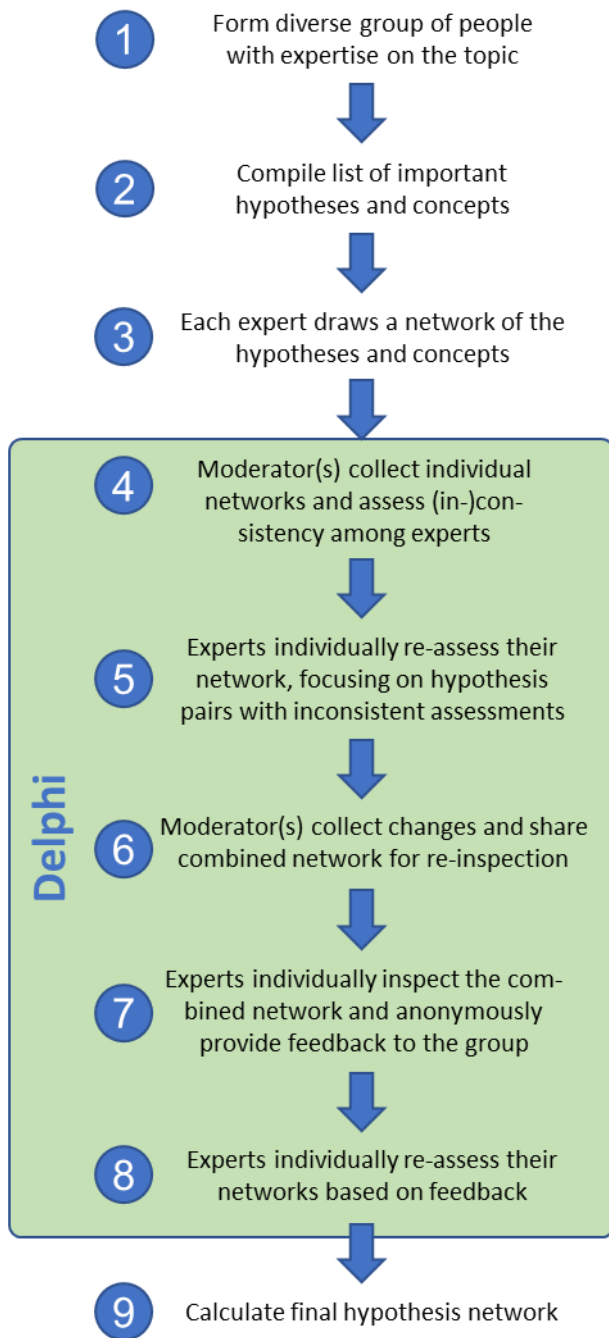 1
Form diverse group of people
with expertise on the topic
2
Compile list of important
hypotheses and concepts
3
Each expert draws a network of the
hypotheses and concepts
Delphi
4
Moderator(s) collect individual
networks and assess (in-)con-
sistency among experts
5
Experts individually re-assess their
network, focusing on hypothesis
pairs with inconsistent assessments
6
Moderator(s) collect changes and share
combined network for re-inspection
7
Experts individually inspect the com-
bined network and anonymously
provide feedback to the group
8
Experts individually re-assess their
networks based on feedback
9
Calculate final hypothesis network